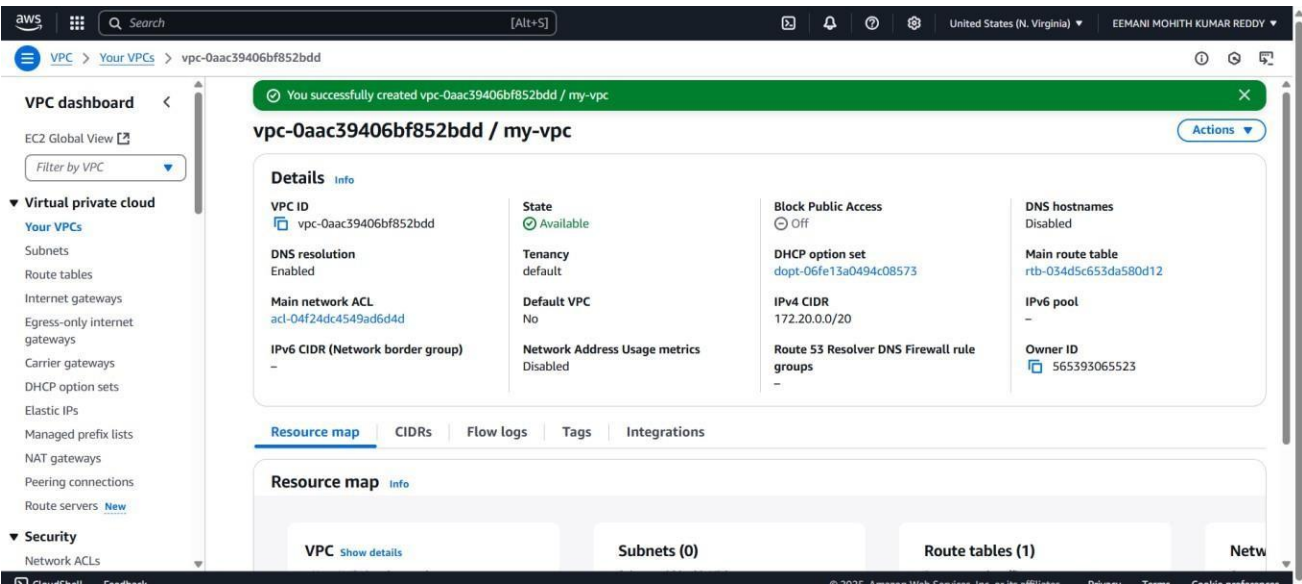 aws Search [Alt+S] United States (N. Virginia) EEMANI MOHITH KUMAR REDDY
VPC > Your VPCs > vpc-0aac39406bf852bdd
VPC dashboard
EC2 Global View
Filter by VPC
Virtual private cloud
Your VPCs
Subnets
Route tables
Internet gateways
Egress-only internet
gateways
Carrier gateways
DHCP option sets
Elastic IPs
Managed prefix lists
NAT gateways
Peering connections
Route servers New
Security
Network ACLs
You successfully created vpc-0aac39406bf852bdd / my-vpc
vpc-0aac39406bf852bdd / my-vpc
Actions
Details Info
VPC ID
vpc-0aac39406bf852bdd
State
Available
Block Public Access
Off
DNS hostnames
Disabled
DNS resolution
Enabled
Tenancy
default
DHCP option set
dopt-06fe13a0494c08573
Main route table
rtb-034d5c653da580d12
Main network ACL
acl-04f24dc4549ad6d4d
Default VPC
No
IPv4 CIDR
172.20.0.0/20
IPv6 pool
–
IPv6 CIDR (Network border group)
–
Network Address Usage metrics
Disabled
Route 53 Resolver DNS Firewall rule
groups
–
Owner ID
565393065523
Resource map CIDRs Flow logs Tags Integrations
Resource map Info
VPC Show details
Subnets (0)
Route tables (1)
Netw
CloudShell Feedback © 2025, Amazon Web Services, Inc. or its affiliates. Privacy Terms Cookie preferences